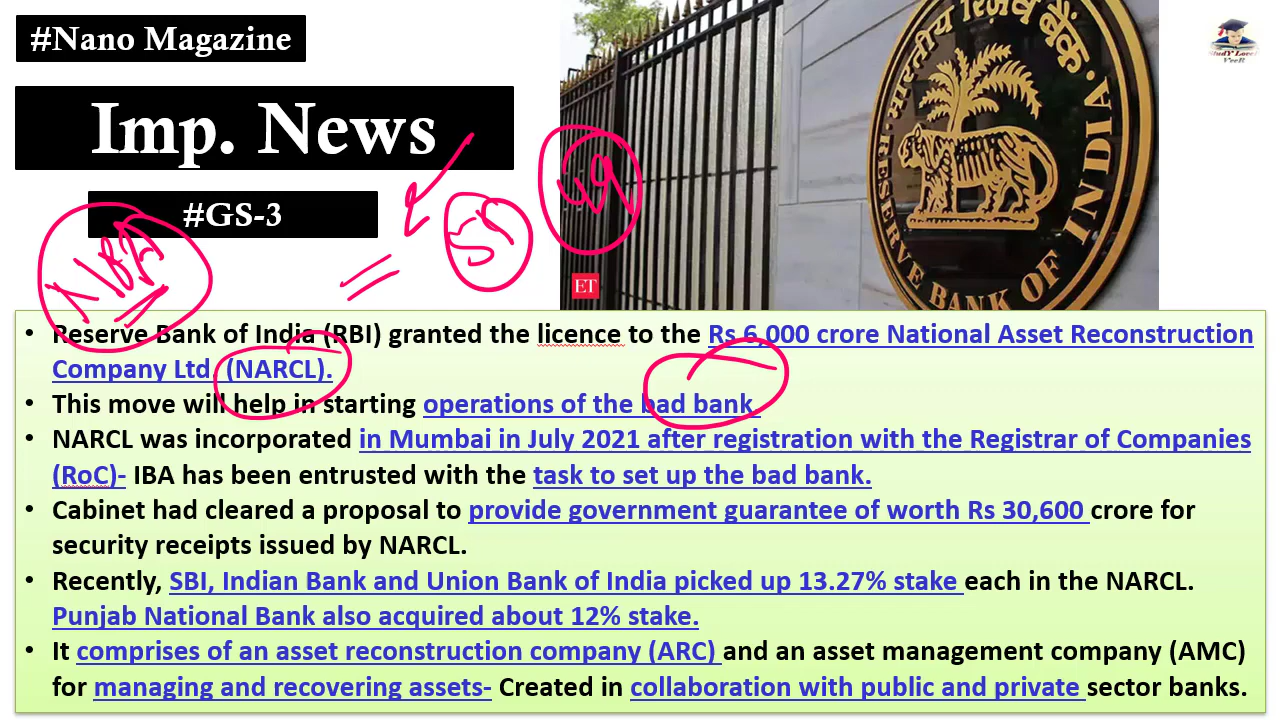 #Nano Magazine
Imp. News
#GS-3
भारतीय रिज़र्व बैंक
RESERVE BANK OF INDIA
ET
• Reserve Bank of India (RBI) granted the licence to the Rs 6,000 crore National Asset Reconstruction
Company Ltd. (NARCL).
• This move will help in starting operations of the bad bank.
• NARCL was incorporated in Mumbai in July 2021 after registration with the Registrar of Companies
(RoC)- IBA has been entrusted with the task to set up the bad bank.
• Cabinet had cleared a proposal to provide government guarantee of worth Rs 30,600 crore for
security receipts issued by NARCL.
• Recently, SBI, Indian Bank and Union Bank of India picked up 13.27% stake each in the NARCL.
Punjab National Bank also acquired about 12% stake.
• It comprises of an asset reconstruction company (ARC) and an asset management company (AMC)
for managing and recovering assets- Created in collaboration with public and private sector banks.